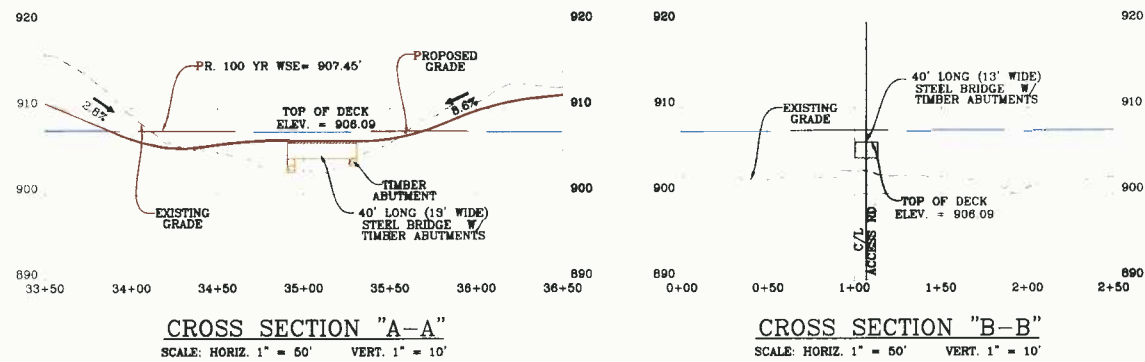 920
910
900
890
PR. 100 YR WSE= 907.45'
PROPOSED
GRADE
2.8%
8.6%
TOP OF DECK
ELEV. = 906.09
TIMBER
ABUTMENT
EXISTING
GRADE
40' LONG (13' WIDE)
STEEL BRIDGE W/
TIMBER ABUTMENTS
920
910
900
890
33+50 34+00 34+50 35+00 35+50 36+00 36+50
CROSS SECTION "A-A"
SCALE: HORIZ. 1" = 50' VERT. 1" = 10'
920
910
900
890
40' LONG (13' WIDE)
STEEL BRIDGE W/
TIMBER ABUTMENTS
EXISTING
GRADE
TOP OF DECK
ELEV. = 906.09
C/L
ACCESS RD
920
910
900
890
0+00 0+50 1+00 1+50 2+00 2+50
CROSS SECTION "B-B"
SCALE: HORIZ. 1" = 50' VERT. 1" = 10'